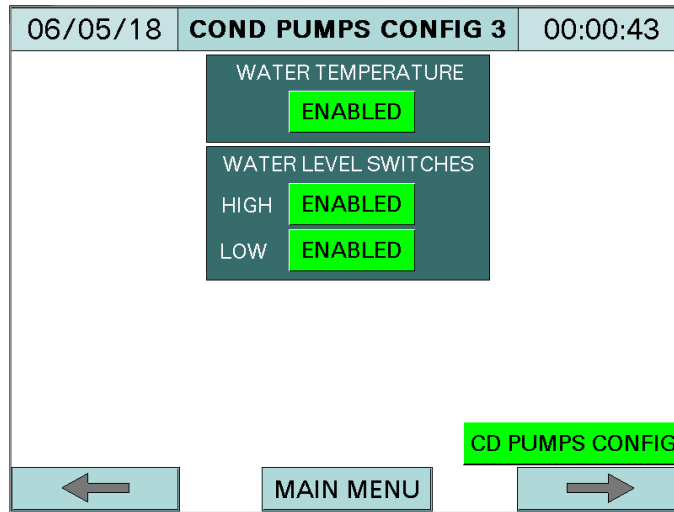 06/05/18 COND PUMPS CONFIG 3 00:00:43
WATER TEMPERATURE
ENABLED
WATER LEVEL SWITCHES
HIGH ENABLED
LOW ENABLED
CD PUMPS CONFIG
MAIN MENU